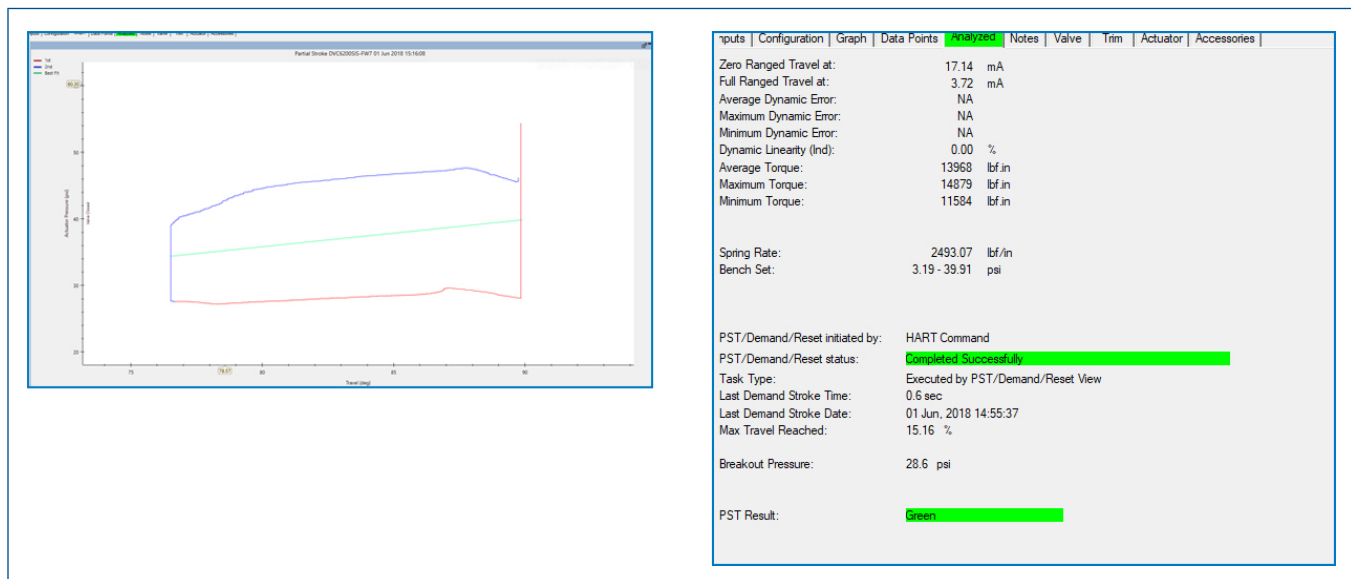 Partial Stroke DVC6200SIS-FW7 01 Jun 2018 15:16:08
1st
2nd
Best Fit
50
40
30
20
Actuator Pressure (psi)
Valve Closed
75
80
85
90
Travel (deg)
Configuration | Graph | Data Points | Analyzed | Notes | Valve | Trim | Actuator | Accessories |
Zero Ranged Travel at: 17.14 mA
Full Ranged Travel at: 3.72 mA
Average Dynamic Error: NA
Maximum Dynamic Error: NA
Minimum Dynamic Error: NA
Dynamic Linearity (Ind): 0.00 %
Average Torque: 13968 lbf.in
Maximum Torque: 14879 lbf.in
Minimum Torque: 11584 lbf.in
Spring Rate: 2493.07 lbf/in
Bench Set: 3.19 - 39.91 psi
PST/Demand/Reset initiated by: HART Command
PST/Demand/Reset status: Completed Successfully
Task Type: Executed by PST/Demand/Reset View
Last Demand Stroke Time: 0.6 sec
Last Demand Stroke Date: 01 Jun, 2018 14:55:37
Max Travel Reached: 15.16 %
Breakout Pressure: 28.6 psi
PST Result: Green